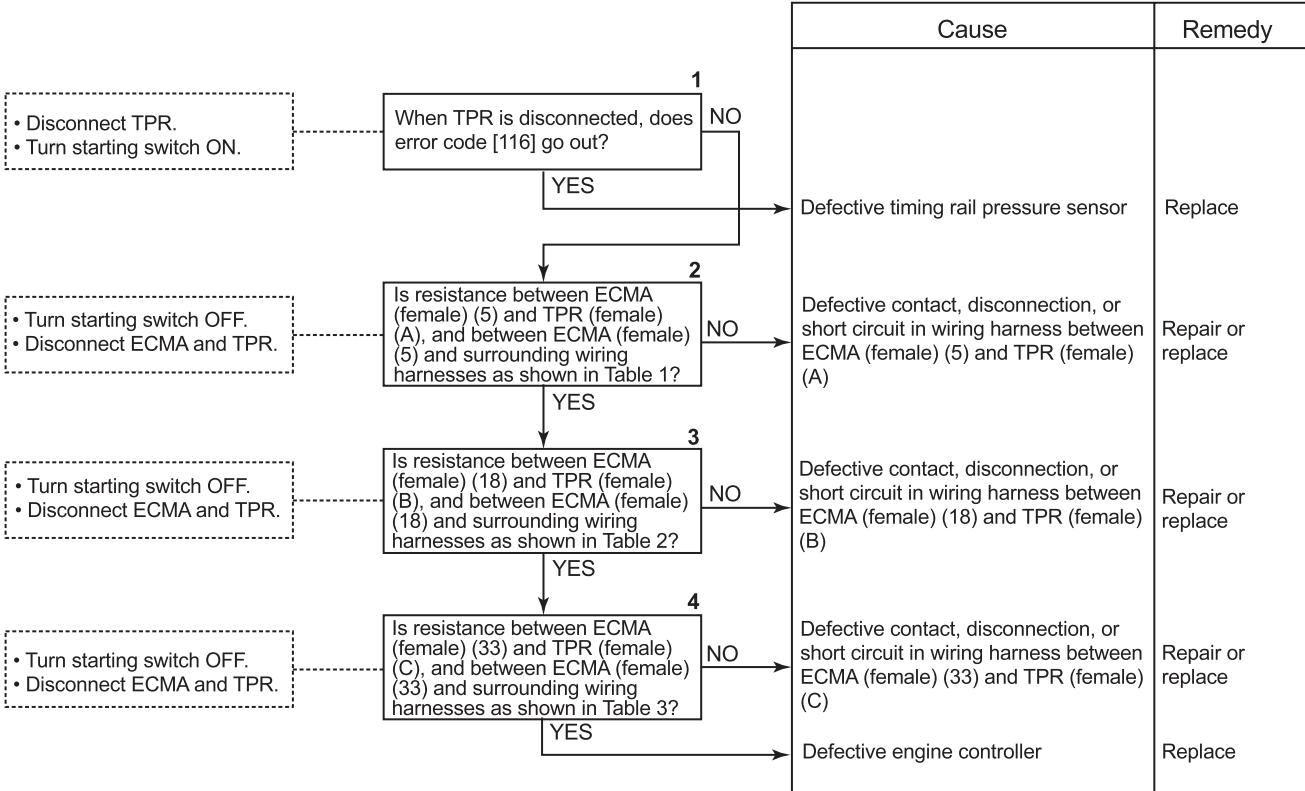 Cause
Remedy
1
• Disconnect TPR.
• Turn starting switch ON.
When TPR is disconnected, does
error code [116] go out?
NO
YES
Defective timing rail pressure sensor
Replace
2
• Turn starting switch OFF.
• Disconnect ECMA and TPR.
Is resistance between ECMA
(female) (5) and TPR (female)
(A), and between ECMA (female)
(5) and surrounding wiring
harnesses as shown in Table 1?
NO
YES
Defective contact, disconnection, or
short circuit in wiring harness between
ECMA (female) (5) and TPR (female)
(A)
Repair or
replace
3
• Turn starting switch OFF.
• Disconnect ECMA and TPR.
Is resistance between ECMA
(female) (18) and TPR (female)
(B), and between ECMA (female)
(18) and surrounding wiring
harnesses as shown in Table 2?
NO
YES
Defective contact, disconnection, or
short circuit in wiring harness between
ECMA (female) (18) and TPR (female)
(B)
Repair or
replace
4
• Turn starting switch OFF.
• Disconnect ECMA and TPR.
Is resistance between ECMA
(female) (33) and TPR (female)
(C), and between ECMA (female)
(33) and surrounding wiring
harnesses as shown in Table 3?
NO
YES
Defective contact, disconnection, or
short circuit in wiring harness between
ECMA (female) (33) and TPR (female)
(C)
Repair or
replace
Defective engine controller
Replace